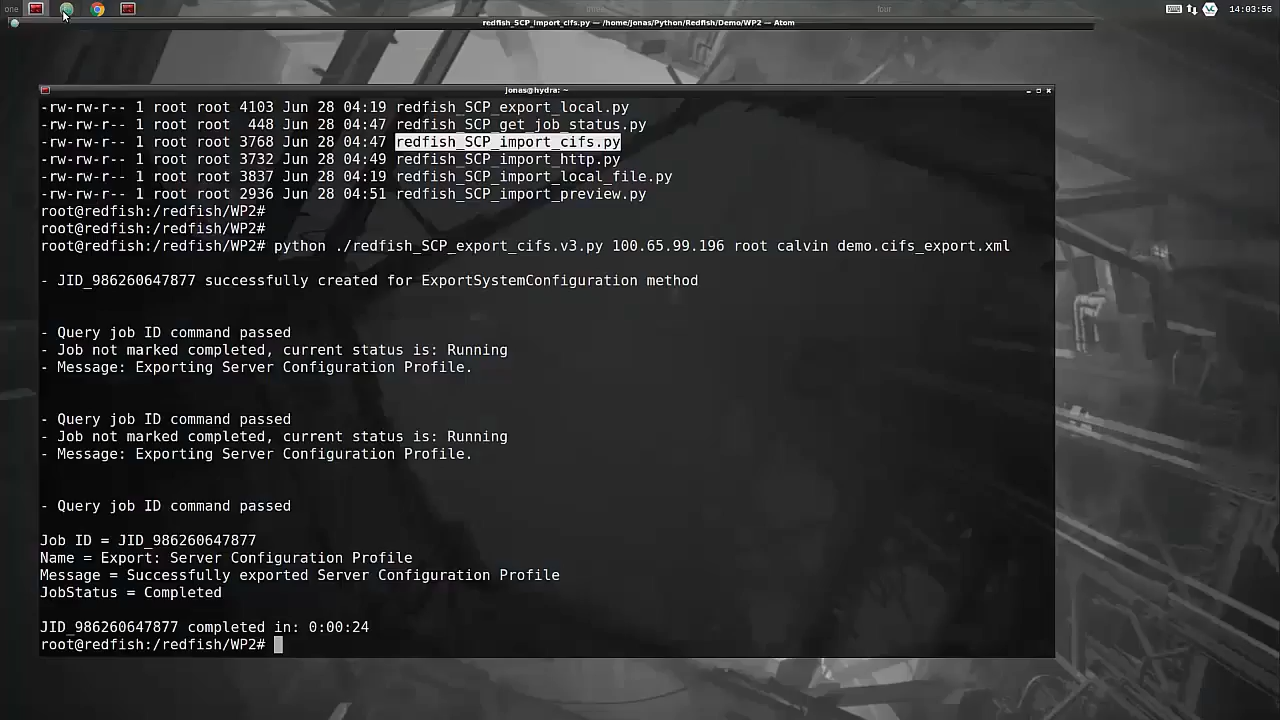 one
four
14:03:56
redfish_SCP_import_cifs.py — /home/jonas/Python/Redfish/Demo/WP2 — Atom
jonas@hydra: ~
-rw-rw-r-- 1 root root 4103 Jun 28 04:19 redfish_SCP_export_local.py
-rw-rw-r-- 1 root root  448 Jun 28 04:47 redfish_SCP_get_job_status.py
-rw-rw-r-- 1 root root 3768 Jun 28 04:47 redfish_SCP_import_cifs.py
-rw-rw-r-- 1 root root 3732 Jun 28 04:49 redfish_SCP_import_http.py
-rw-rw-r-- 1 root root 3837 Jun 28 04:19 redfish_SCP_import_local_file.py
-rw-rw-r-- 1 root root 2936 Jun 28 04:51 redfish_SCP_import_preview.py
root@redfish:/redfish/WP2#
root@redfish:/redfish/WP2#
root@redfish:/redfish/WP2# python ./redfish_SCP_export_cifs.v3.py 100.65.99.196 root calvin demo.cifs_export.xml
- JID_986260647877 successfully created for ExportSystemConfiguration method
- Query job ID command passed
- Job not marked completed, current status is: Running
- Message: Exporting Server Configuration Profile.
- Query job ID command passed
- Job not marked completed, current status is: Running
- Message: Exporting Server Configuration Profile.
- Query job ID command passed
Job ID = JID_986260647877
Name = Export: Server Configuration Profile
Message = Successfully exported Server Configuration Profile
JobStatus = Completed
JID_986260647877 completed in: 0:00:24
root@redfish:/redfish/WP2#